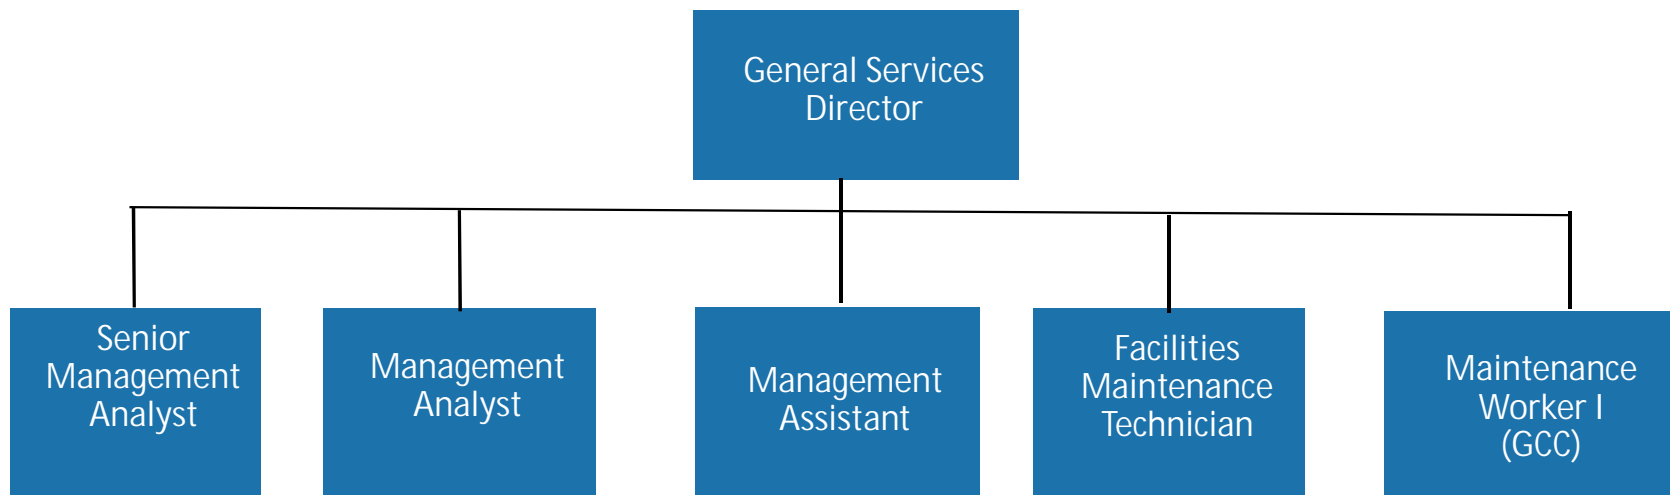 General Services
Director
Senior
Management
Analyst
Management
Analyst
Management
Assistant
Facilities
Maintenance
Technician
Maintenance
Worker I
(GCC)